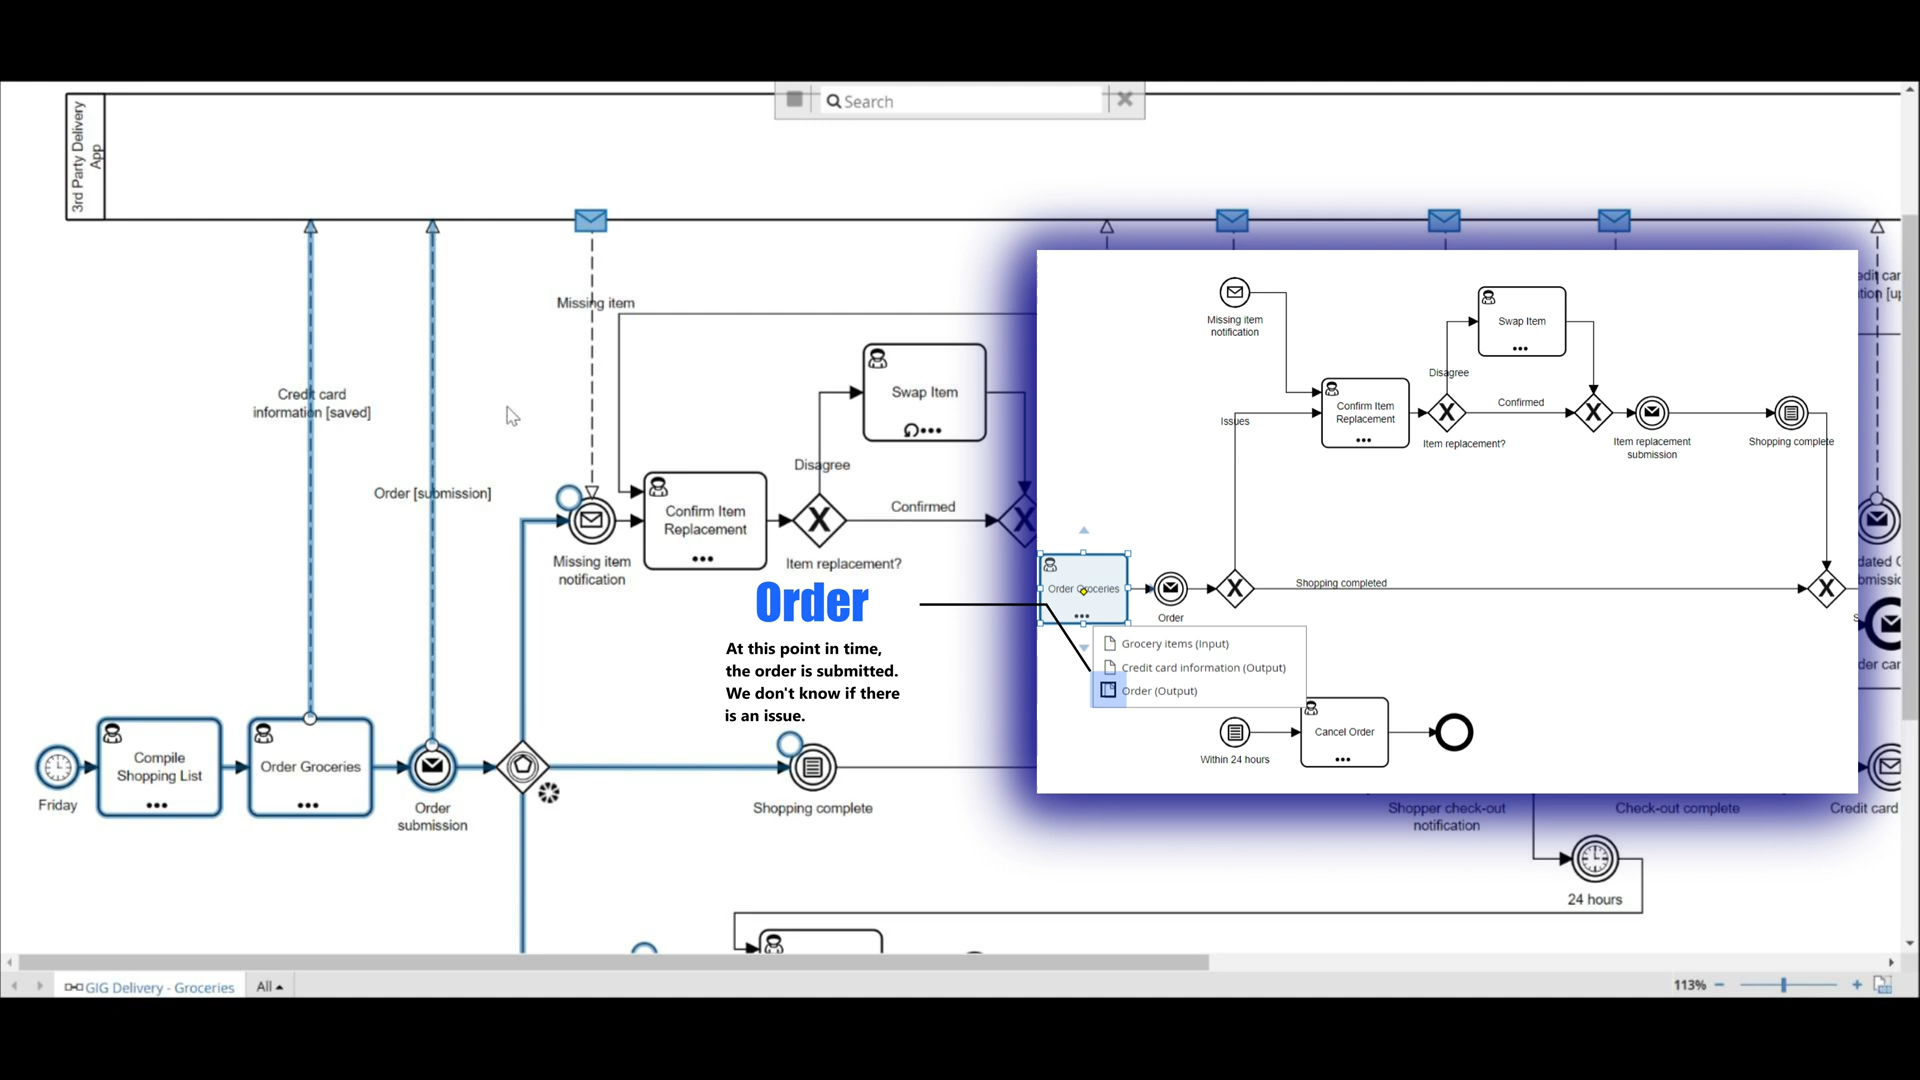 Search
3rd Party Delivery
App
Missing item
Credit card
information [saved]
Order [submission]
Swap Item
Disagree
Confirm Item
Replacement
Confirmed
Missing item
notification
Item replacement?
Order
At this point in time,
the order is submitted.
We don't know if there
is an issue.
Compile
Shopping List
Order Groceries
Friday
Order
submission
Shopping complete
Missing item
notification
Swap Item
Disagree
Confirm Item
Replacement
Confirmed
Issues
Item replacement?
Item replacement
submission
Shopping complete
Order Groceries
Shopping completed
Order
Grocery items (Input)
Credit card information (Output)
Order (Output)
Within 24 hours
Cancel Order
Shopper check-out
notification
Check-out complete
Credit card
24 hours
GIG Delivery - Groceries
All
113%